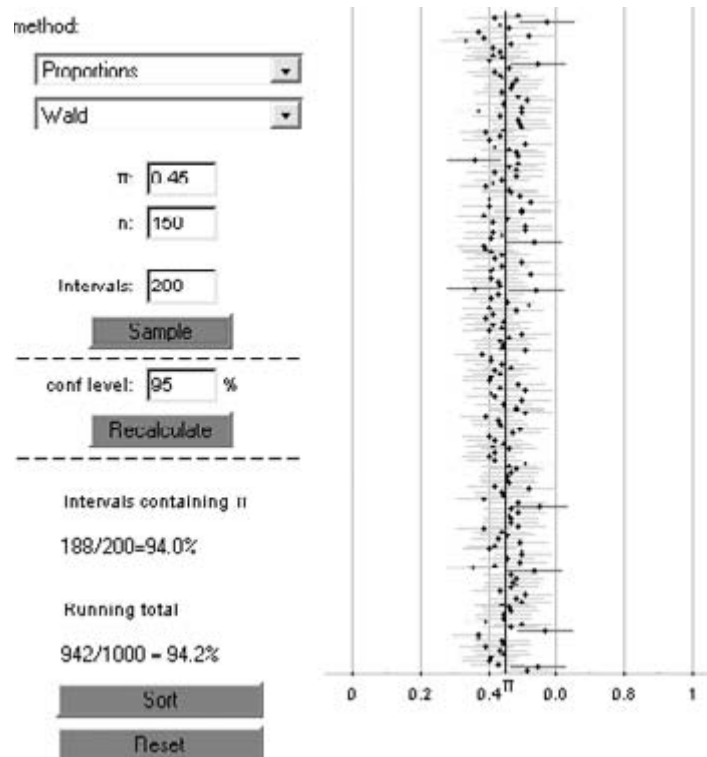 method:
Proportions
Wald
π: 0.45
n: 150
Intervals: 200
Sample
conf level: 95 %
Recalculate
Intervals containing π
188/200=94.0%
Running total
942/1000 = 94.2%
Sort
Reset
0 0.2 0.4 π 0.6 0.8 1